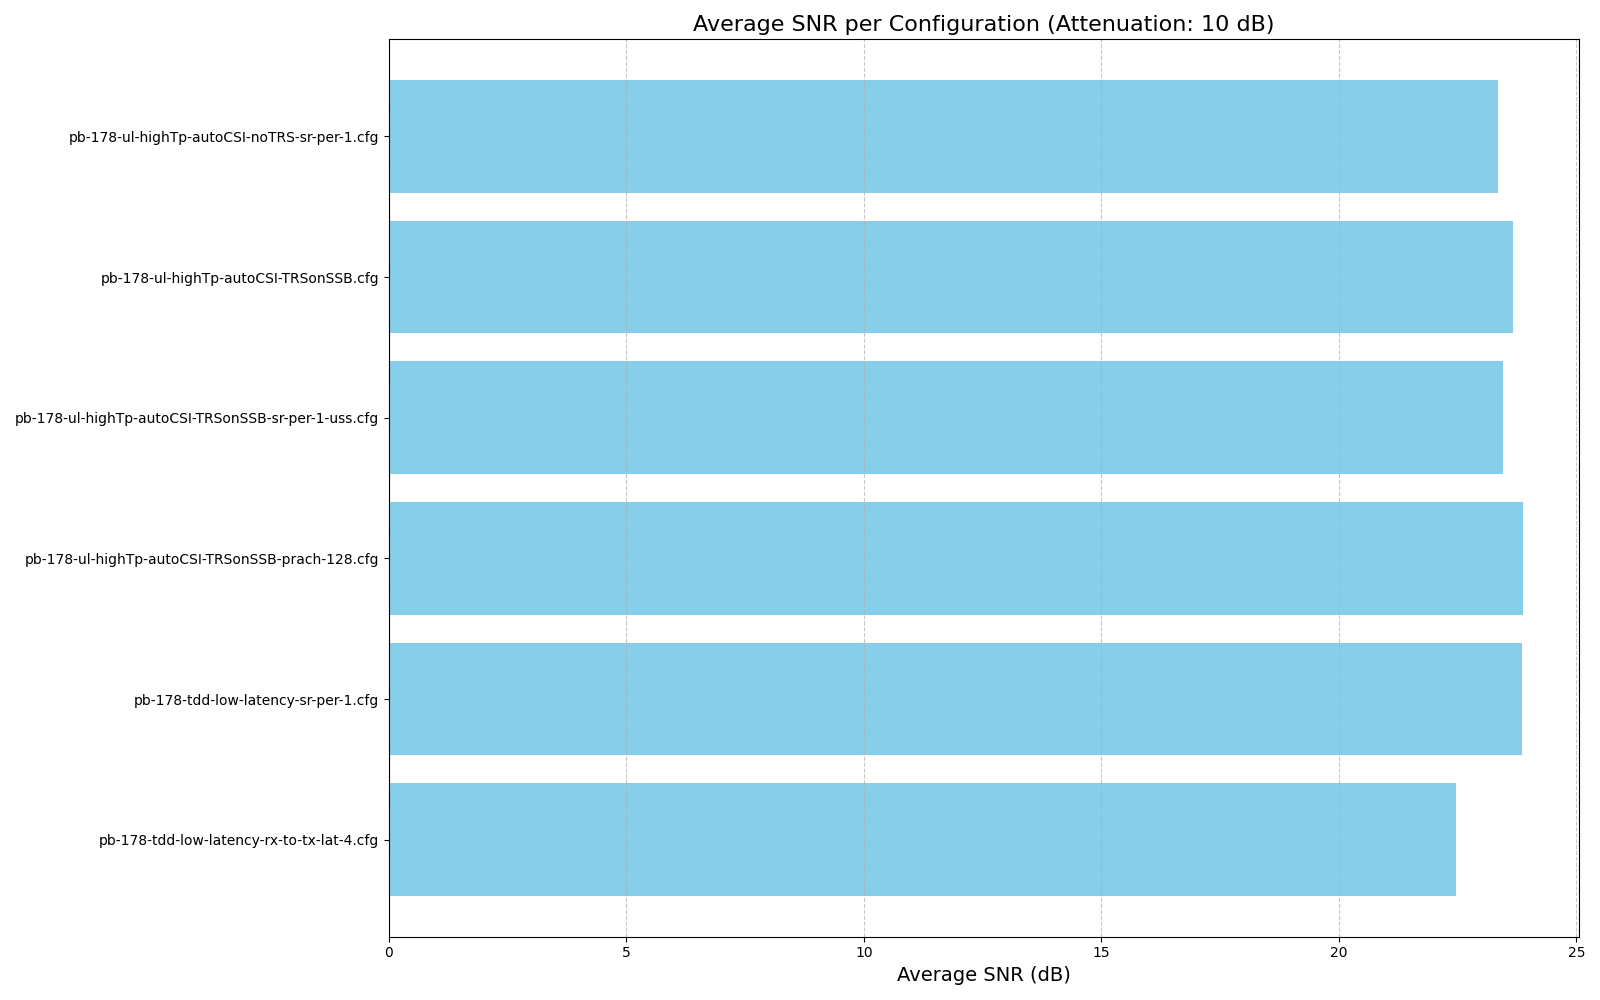 Average SNR per Configuration (Attenuation: 10 dB)
pb-178-ul-highTp-autoCSI-noTRS-sr-per-1.cfg
pb-178-ul-highTp-autoCSI-TRSonSSB.cfg
pb-178-ul-highTp-autoCSI-TRSonSSB-sr-per-1-uss.cfg
pb-178-ul-highTp-autoCSI-TRSonSSB-prach-128.cfg
pb-178-tdd-low-latency-sr-per-1.cfg
pb-178-tdd-low-latency-rx-to-tx-lat-4.cfg
0 5 10 15 20 25
Average SNR (dB)